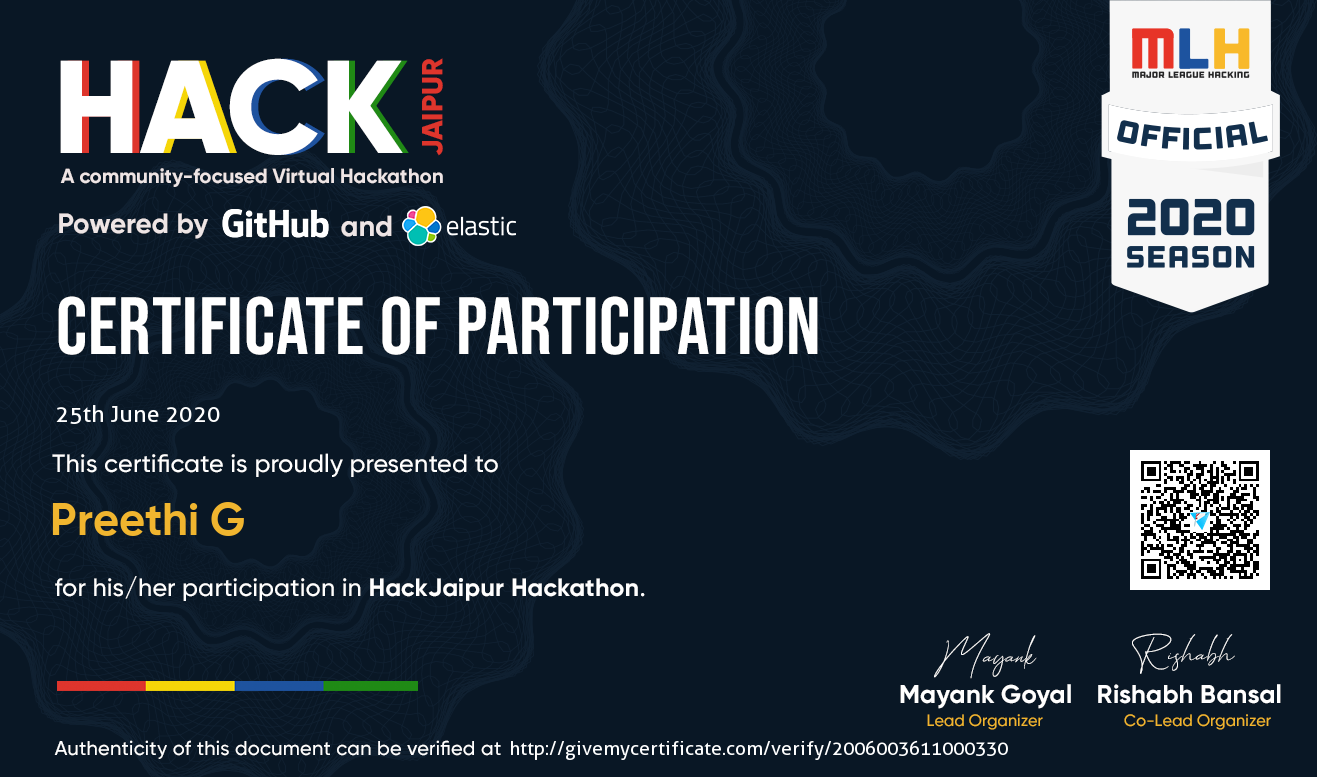 HACK JAIPUR
A community-focused Virtual Hackathon
Powered by GitHub and elastic
MLH
MAJOR LEAGUE HACKING
OFFICIAL
2020
SEASON
CERTIFICATE OF PARTICIPATION
25th June 2020
This certificate is proudly presented to
Preethi G
for his/her participation in HackJaipur Hackathon.
Mayank
Mayank Goyal
Lead Organizer
Rishabh
Rishabh Bansal
Co-Lead Organizer
Authenticity of this document can be verified at http://givemycertificate.com/verify/2006003611000330